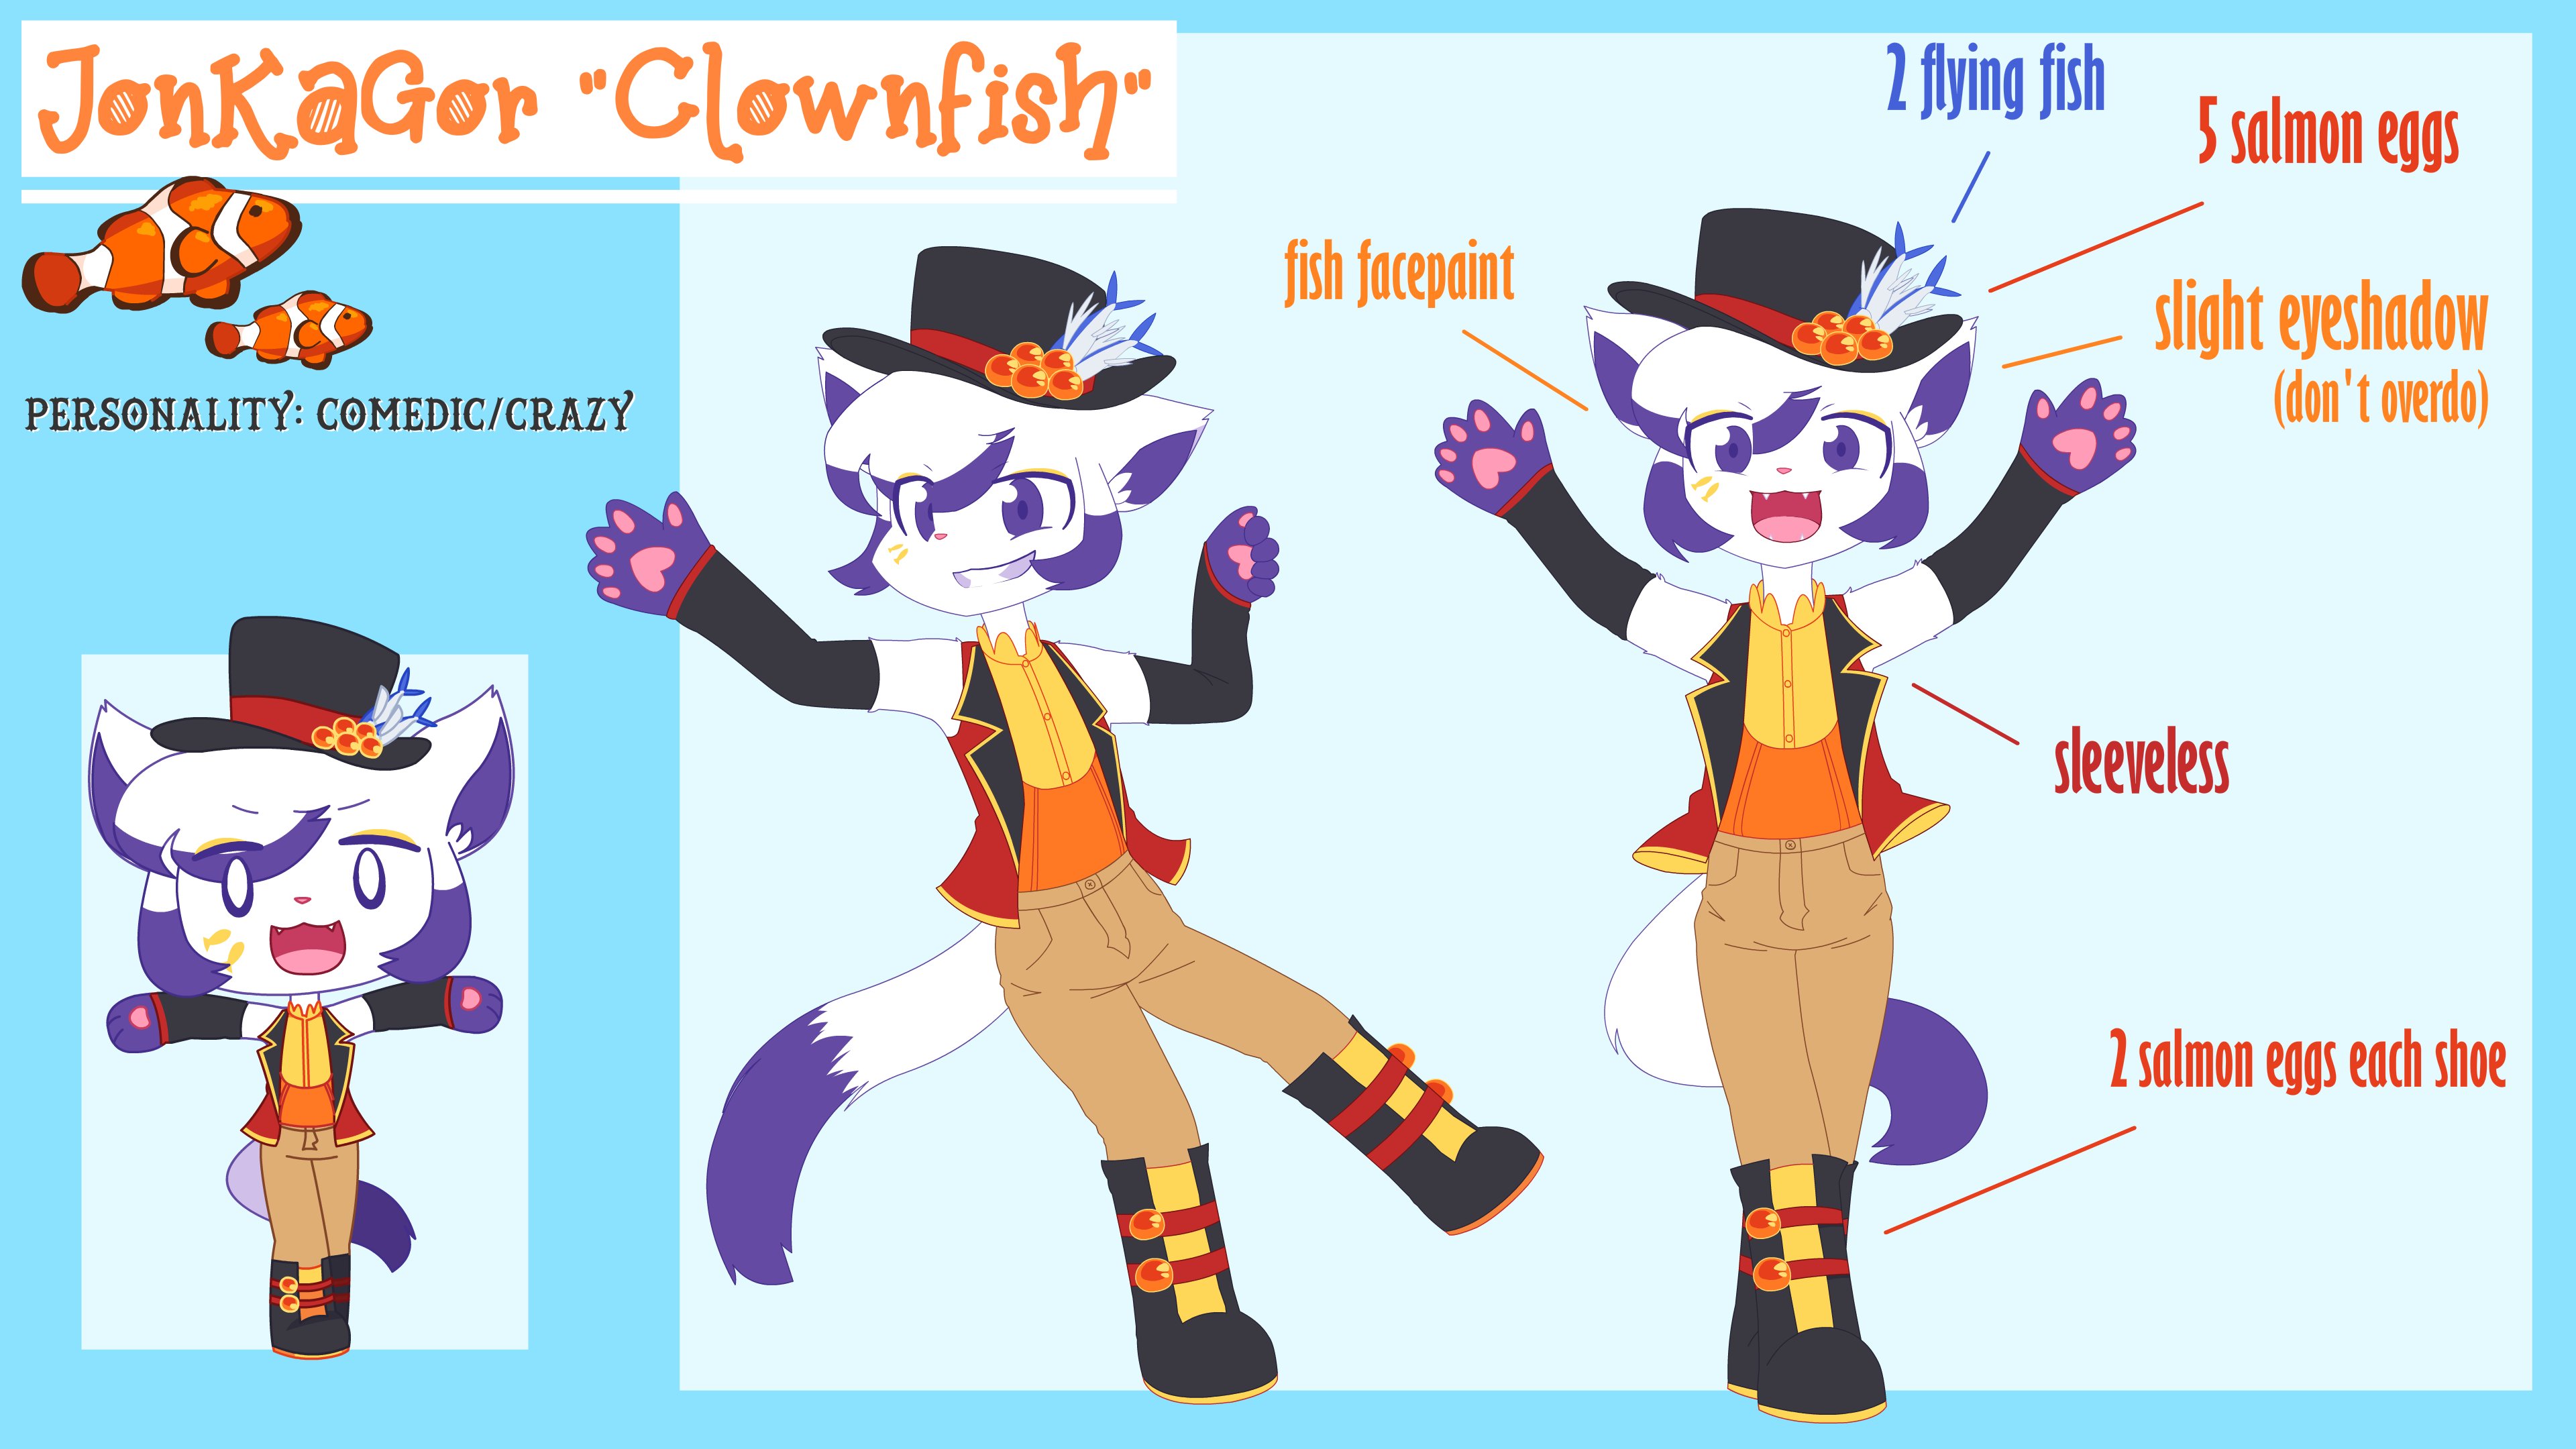 JonKaGor "Clownfish"
PERSONALITY: COMEDIC/CRAZY
2 flying fish
5 salmon eggs
fish facepaint
slight eyeshadow
(don't overdo)
sleeveless
2 salmon eggs each shoe